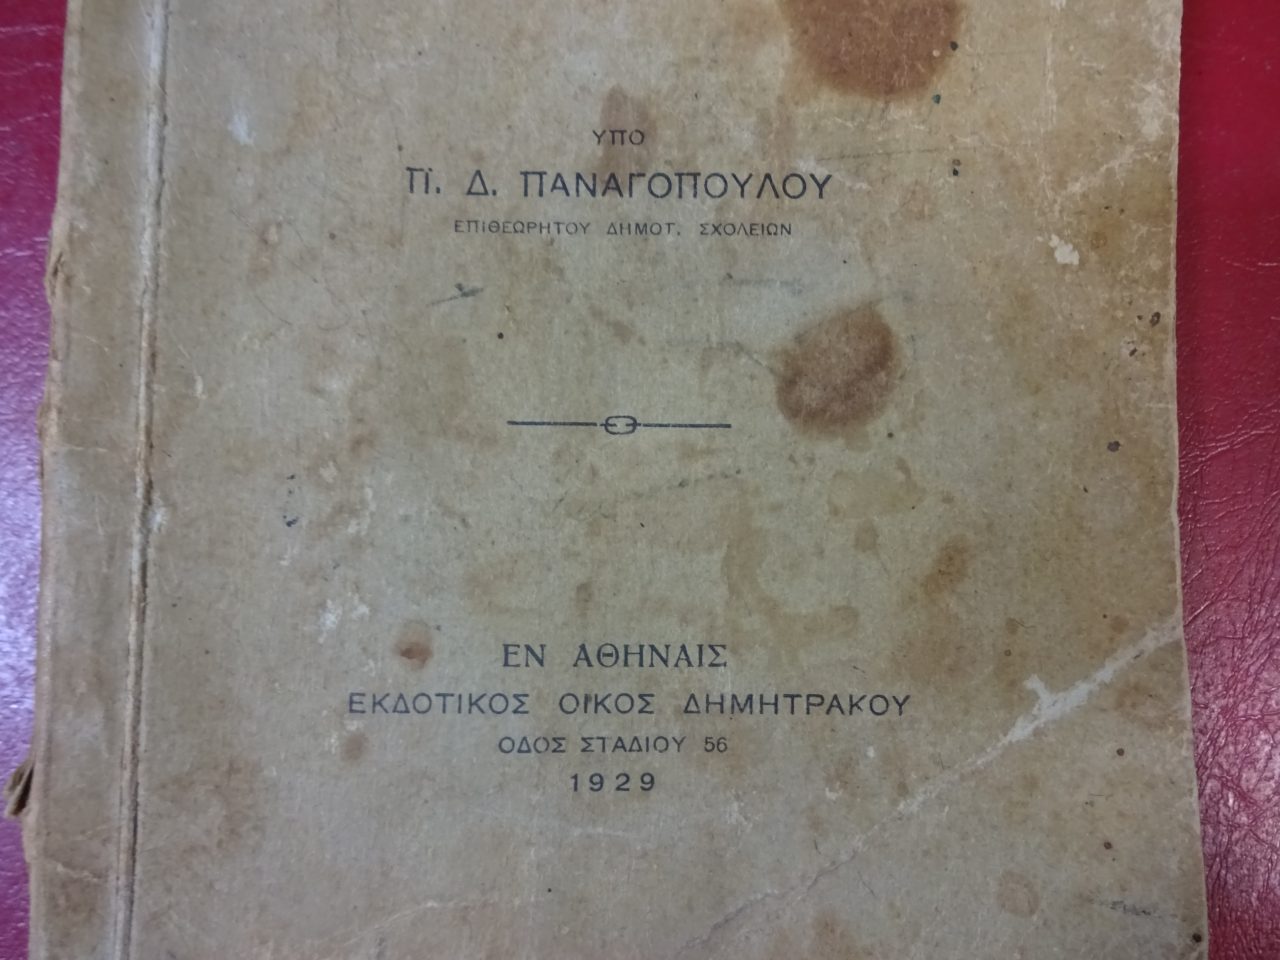 ΥΠΟ
Π. Δ. ΠΑΝΑΓΟΠΟΥΛΟΥ
ΕΠΙΘΕΩΡΗΤΟΥ ΔΗΜΟΤ. ΣΧΟΛΕΙΩΝ
ΕΝ ΑΘΗΝΑΙΣ
ΕΚΔΟΤΙΚΟΣ ΟΙΚΟΣ ΔΗΜΗΤΡΑΚΟΥ
ΟΔΟΣ ΣΤΑΔΙΟΥ 56
1929